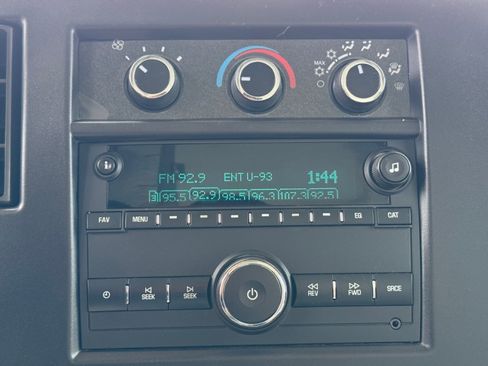 MAX
FM 92.9 ENT U-93 1:44
3 95.5 92.9 98.5 96.3 107.3 92.5
FAV MENU EQ CAT
SEEK SEEK REV FWD SRCE